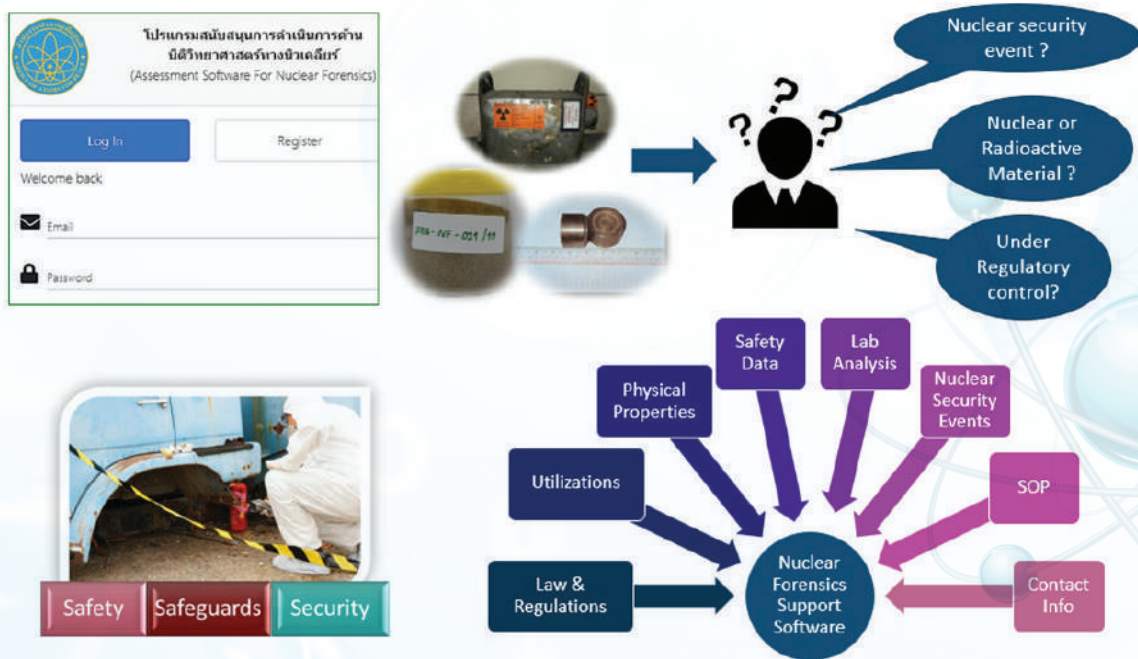 โปรแกรมสนับสนุนการดำเนินการด้าน
นิติวิทยาศาสตร์ทางนิวเคลียร์
(Assessment Software For Nuclear Forensics)
Log In
Register
Welcome back
Email
Password
Nuclear security
event ?
Nuclear or
Radioactive
Material ?
Under
Regulatory
control?
Safety
Safeguards
Security
Law &
Regulations
Utilizations
Physical
Properties
Safety
Data
Lab
Analysis
Nuclear
Security
Events
SOP
Contact
Info
Nuclear
Forensics
Support
Software